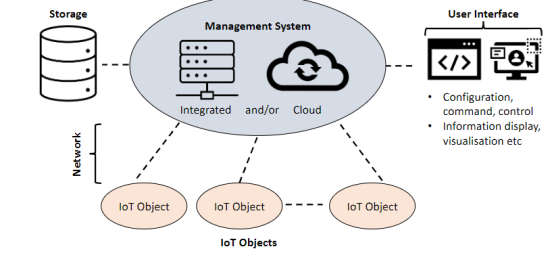 Storage
Management System
User Interface
</>
Integrated and/or Cloud
• Configuration,
command, control
• Information display,
visualisation etc
Network
IoT Object
IoT Object
IoT Object
IoT Objects